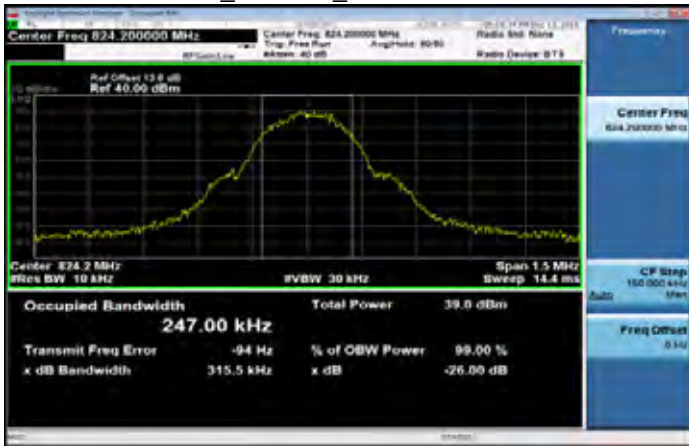 Center Freq 824.200000 MHz
Center Freq: 824.200000 MHz
Radio Std: None
Trig: Free Run
Avg|Hold: 80/80
#IFGain:Low
#Atten: 40 dB
Radio Device: BTS
Frequency
Ref Offset 13.8 dB
Ref 40.00 dBm
Center Freq
824.200000 MHz
Center 824.2 MHz
Span 1.5 MHz
#Res BW 10 kHz
#VBW 30 kHz
Sweep 14.4 ms
CF Step
150.000 kHz
Auto Man
Occupied Bandwidth
Total Power 39.0 dBm
247.00 kHz
Freq Offset
0 Hz
Transmit Freq Error -94 Hz % of OBW Power 99.00 %
x dB Bandwidth 315.5 kHz x dB -26.00 dB